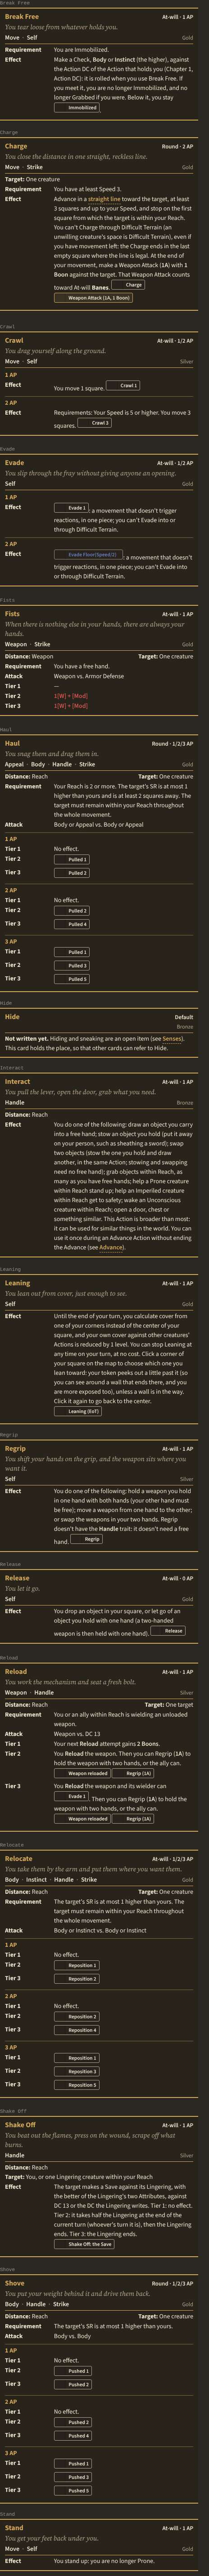 Break Free
Break Free At-will · 1 AP
You tear loose from whatever holds you.
Move · Self Gold
Requirement You are Immobilized.
Effect Make a Check, Body or Instinct (the higher), against
the Action DC of the Action that holds you (Chapter 1,
Action DC): it is rolled when you use Break Free. If
you meet it, you are no longer Immobilized, and no
longer Grabbed if you were. Below it, you stay
Immobilized.
Charge
Charge Round · 2 AP
You close the distance in one straight, reckless line.
Move · Strike Gold
Target: One creature
Requirement You have at least Speed 3.
Effect Advance in a straight line toward the target, at least
3 squares and up to your Speed, and stop on the first
square from which the target is within your Reach.
You can't Charge through Difficult Terrain (an
unwilling creature's space is Difficult Terrain), even if
you have movement left: the Charge ends in the last
empty square where the line is legal. At the end of
your movement, make a Weapon Attack (1A) with 1
Boon against the target. That Weapon Attack counts
toward At-will Banes. Charge
Weapon Attack (1A, 1 Boon)
Crawl
Crawl At-will · 1/2 AP
You drag yourself along the ground.
Move · Self Silver
1 AP
Effect You move 1 square. Crawl 1
2 AP
Effect Requirements: Your Speed is 5 or higher. You move 3
squares. Crawl 3
Evade
Evade At-will · 1/2 AP
You slip through the fray without giving anyone an opening.
Self Gold
1 AP
Effect Evade 1: a movement that doesn't trigger
reactions, in one piece; you can't Evade into or
through Difficult Terrain.
2 AP
Effect Evade Floor(Speed/2): a movement that doesn't
trigger reactions, in one piece; you can't Evade into
or through Difficult Terrain.
Fists
Fists At-will · 1 AP
When there is nothing else in your hands, there are always your
hands.
Weapon · Strike Gold
Distance: Weapon Target: One creature
Requirement You have a free hand.
Attack Weapon vs. Armor Defense
Tier 1 —
Tier 2 1[W] + [Mod]
Tier 3 1[W] + [Mod]
Haul
Haul Round · 1/2/3 AP
You snag them and drag them in.
Appeal · Body · Handle · Strike Gold
Distance: Reach Target: One creature
Requirement Your Reach is 2 or more. The target's SR is at most 1
higher than yours and is at least 2 squares away. The
target must remain within your Reach throughout
the whole movement.
Attack Body or Appeal vs. Body or Appeal
1 AP
Tier 1 No effect.
Tier 2 Pulled 1
Tier 3 Pulled 2
2 AP
Tier 1 No effect.
Tier 2 Pulled 2
Tier 3 Pulled 4
3 AP
Tier 1 Pulled 1
Tier 2 Pulled 3
Tier 3 Pulled 5
Hide
Hide Default
Bronze
Not written yet. Hiding and sneaking are an open item (see Senses).
This card holds the place, so that other cards can refer to Hide.
Interact
Interact At-will · 1 AP
You pull the lever, open the door, grab what you need.
Handle Bronze
Distance: Reach
Effect You do one of the following: draw an object you carry
into a free hand; stow an object you hold (put it away
on your person, such as sheathing a sword); swap
two objects (stow the one you hold and draw
another, in the same Action; stowing and swapping
need no free hand); grab objects within Reach, as
many as you have free hands; help a Prone creature
within Reach stand up; help an Imperiled creature
within Reach get to safety; wake an Unconscious
creature within Reach; open a door, chest or
something similar. This Action is broader than most:
it can be used for similar things in the world. You can
use it once during an Advance Action without ending
the Advance (see Advance).
Leaning
Leaning At-will · 1 AP
You lean out from cover, just enough to see.
Self Gold
Effect Until the end of your turn, you calculate cover from
one of your corners instead of the center of your
square, and your own cover against other creatures'
Actions is reduced by 1 level. You can stop Leaning at
any time on your turn, at no cost. Click a corner of
your square on the map to choose which one you
lean toward: your token peeks out a little past it (so
you can see around a wall that ends there, and you
are more exposed too), unless a wall is in the way.
Click it again to go back to the center.
Leaning (EoT)
Regrip
Regrip At-will · 1 AP
You shift your hands on the grip, and the weapon sits where you
want it.
Self Silver
Effect You do one of the following: hold a weapon you hold
in one hand with both hands (your other hand must
be free); move a weapon from one hand to the other;
or swap the weapons in your two hands. Regrip
doesn't have the Handle trait: it doesn't need a free
hand. Regrip
Release
Release At-will · 0 AP
You let it go.
Self Gold
Effect You drop an object in your square, or let go of an
object you hold with one hand (a two-handed
weapon is then held with one hand). Release
Reload
Reload At-will · 1 AP
You work the mechanism and seat a fresh bolt.
Weapon · Handle Silver
Distance: Reach Target: One target
Requirement You or an ally within Reach is wielding an unloaded
weapon.
Attack Weapon vs. DC 13
Tier 1 Your next Reload attempt gains 2 Boons.
Tier 2 You Reload the weapon. Then you can Regrip (1A) to
hold the weapon with two hands, or the ally can.
Weapon reloaded Regrip (1A)
Tier 3 You Reload the weapon and its wielder can
Evade 1. Then you can Regrip (1A) to hold the
weapon with two hands, or the ally can.
Weapon reloaded Regrip (1A)
Relocate
Relocate At-will · 1/2/3 AP
You take them by the arm and put them where you want them.
Body · Instinct · Handle · Strike Gold
Distance: Reach Target: One creature
Requirement The target's SR is at most 1 higher than yours. The
target must remain within your Reach throughout
the whole movement.
Attack Body or Instinct vs. Body or Instinct
1 AP
Tier 1 No effect.
Tier 2 Reposition 1
Tier 3 Reposition 2
2 AP
Tier 1 No effect.
Tier 2 Reposition 2
Tier 3 Reposition 4
3 AP
Tier 1 Reposition 1
Tier 2 Reposition 3
Tier 3 Reposition 5
Shake Off
Shake Off At-will · 1 AP
You beat out the flames, press on the wound, scrape off what
burns.
Handle Silver
Distance: Reach
Target: You, or one Lingering creature within your Reach
Effect The target makes a Save against its Lingering, with
the better of the Lingering's two Attributes, against
DC 13 or the DC the Lingering writes. Tier 1: no effect.
Tier 2: it takes half the Lingering at the end of the
current turn (whoever's turn it is), then the Lingering
ends. Tier 3: the Lingering ends.
Shake Off: the Save
Shove
Shove Round · 1/2/3 AP
You put your weight behind it and drive them back.
Body · Handle · Strike Gold
Distance: Reach Target: One creature
Requirement The target's SR is at most 1 higher than yours.
Attack Body vs. Body
1 AP
Tier 1 No effect.
Tier 2 Pushed 1
Tier 3 Pushed 2
2 AP
Tier 1 No effect.
Tier 2 Pushed 2
Tier 3 Pushed 4
3 AP
Tier 1 Pushed 1
Tier 2 Pushed 3
Tier 3 Pushed 5
Stand
Stand At-will · 1 AP
You get your feet back under you.
Move · Self Gold
Effect You stand up: you are no longer Prone.